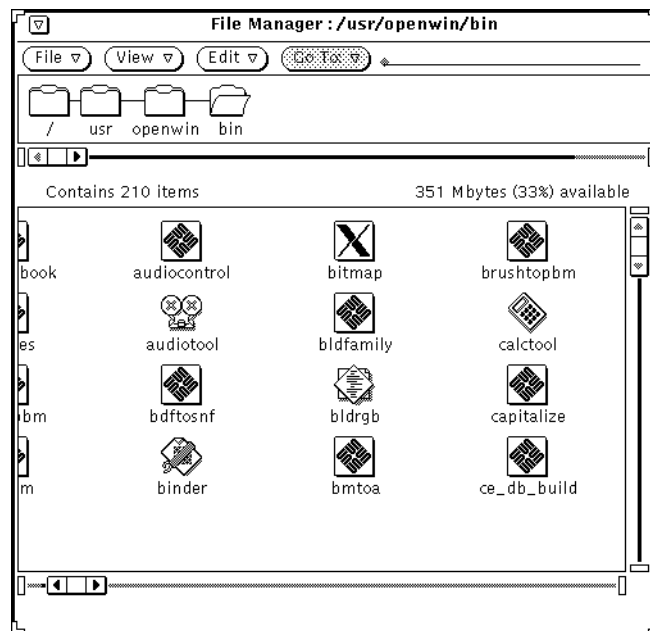 File Manager : /usr/openwin/bin
File View Edit Go To:
/ usr openwin bin
Contains 210 items 351 Mbytes (33%) available
book audiocontrol bitmap brushtopbm
es audiotool bldfamily calctool
bm bdftosnf bldrgb capitalize
m binder bmtoa ce_db_build